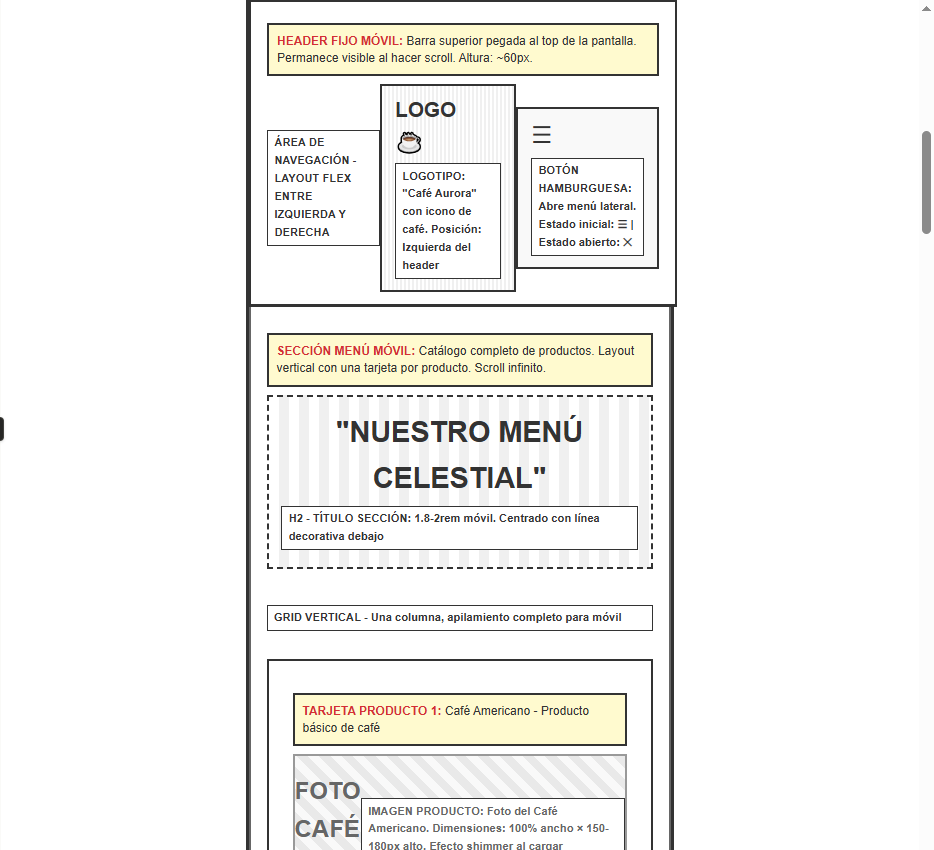 HEADER FIJO MÓVIL: Barra superior pegada al top de la pantalla.
Permanece visible al hacer scroll. Altura: ~60px.
ÁREA DE
NAVEGACIÓN -
LAYOUT FLEX
ENTRE
IZQUIERDA Y
DERECHA
LOGO
LOGOTIPO:
"Café Aurora"
con icono de
café. Posición:
Izquierda del
header
☰
BOTÓN
HAMBURGUESA:
Abre menú lateral.
Estado inicial: ☰ |
Estado abierto: ✕
SECCIÓN MENÚ MÓVIL: Catálogo completo de productos. Layout
vertical con una tarjeta por producto. Scroll infinito.
"NUESTRO MENÚ
CELESTIAL"
H2 - TÍTULO SECCIÓN: 1.8-2rem móvil. Centrado con línea
decorativa debajo
GRID VERTICAL - Una columna, apilamiento completo para móvil
TARJETA PRODUCTO 1: Café Americano - Producto
básico de café
FOTO
CAFÉ
IMAGEN PRODUCTO: Foto del Café
Americano. Dimensiones: 100% ancho × 150-
180px alto. Efecto shimmer al cargar